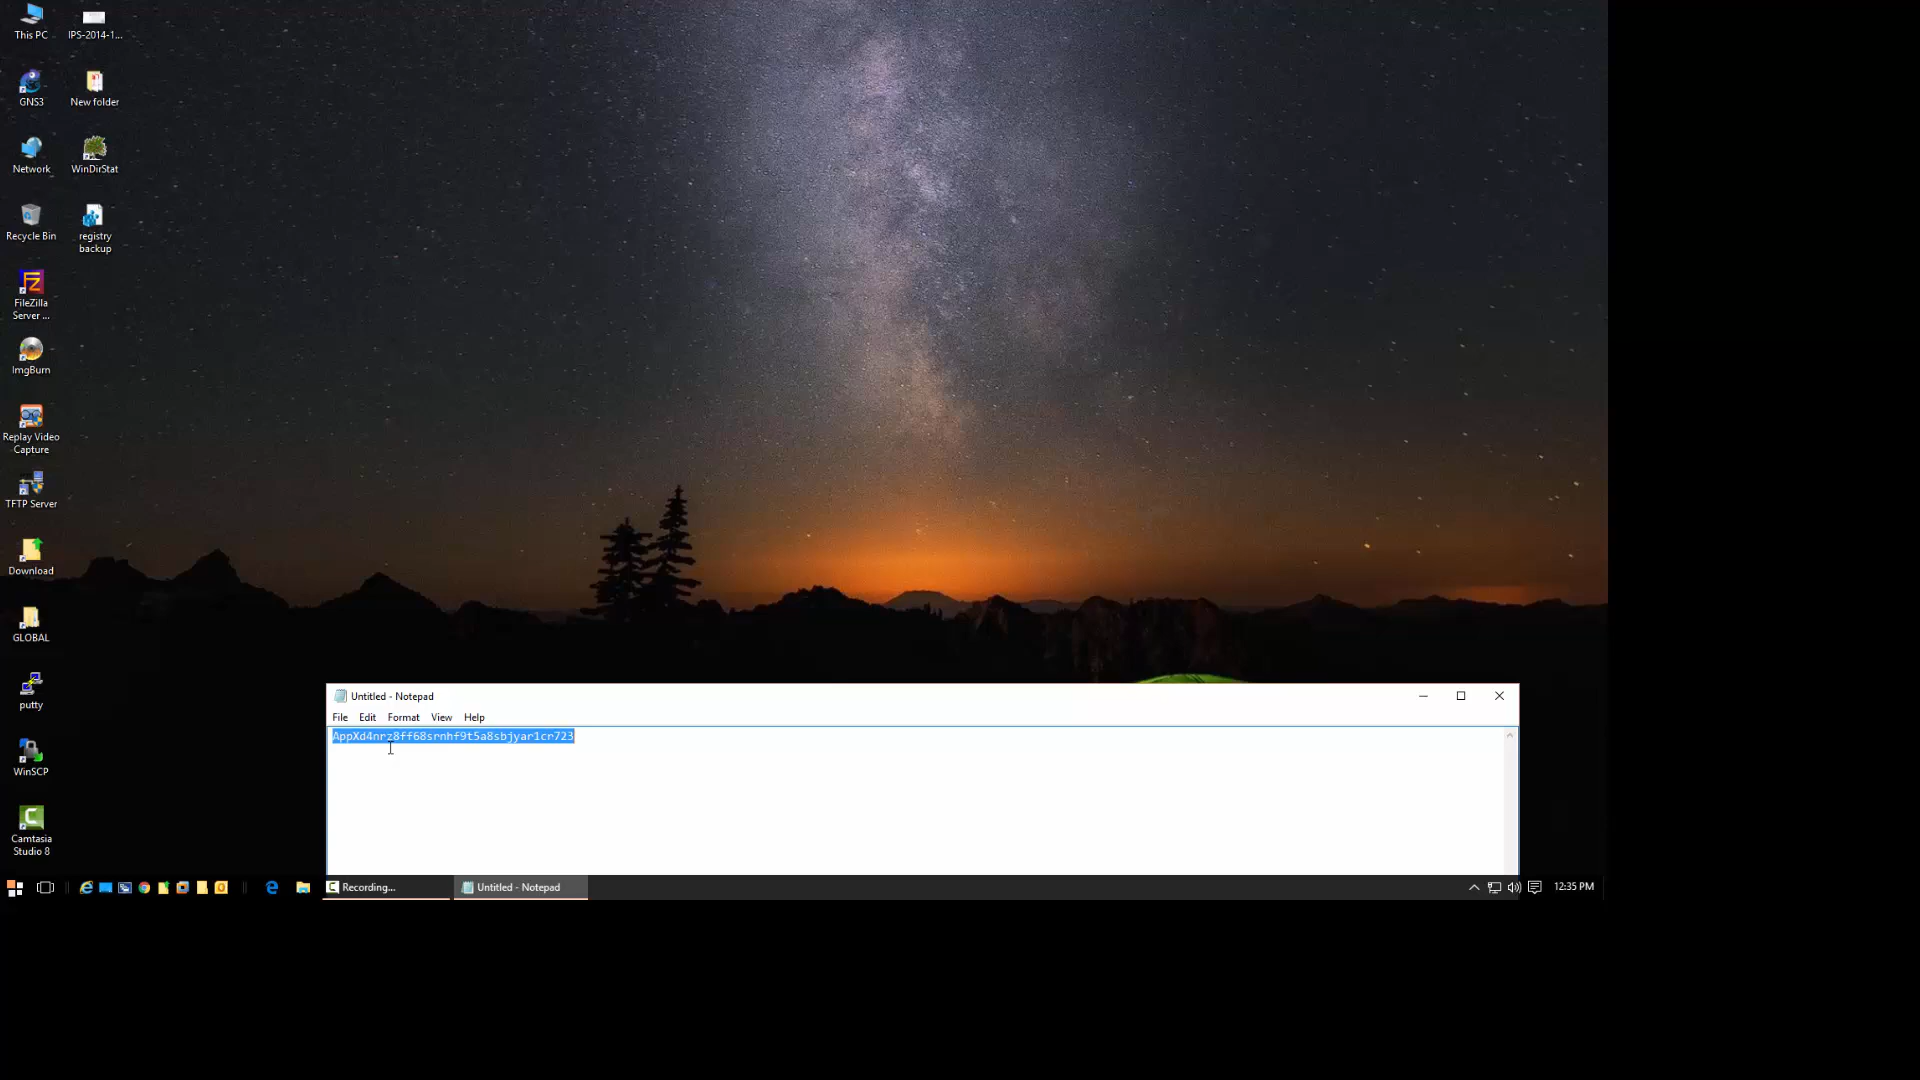 This PC
IPS-2014-1...
GNS3
New folder
Network
WinDirStat
Recycle Bin
registry
backup
FileZilla
Server ...
ImgBurn
Replay Video
Capture
TFTP Server
Download
GLOBAL
putty
WinSCP
Camtasia
Studio 8
Untitled - Notepad
File Edit Format View Help
AppXd4nrz8ff68srnhf9t5a8sbjyar1cr723
Recording...
Untitled - Notepad
12:35 PM